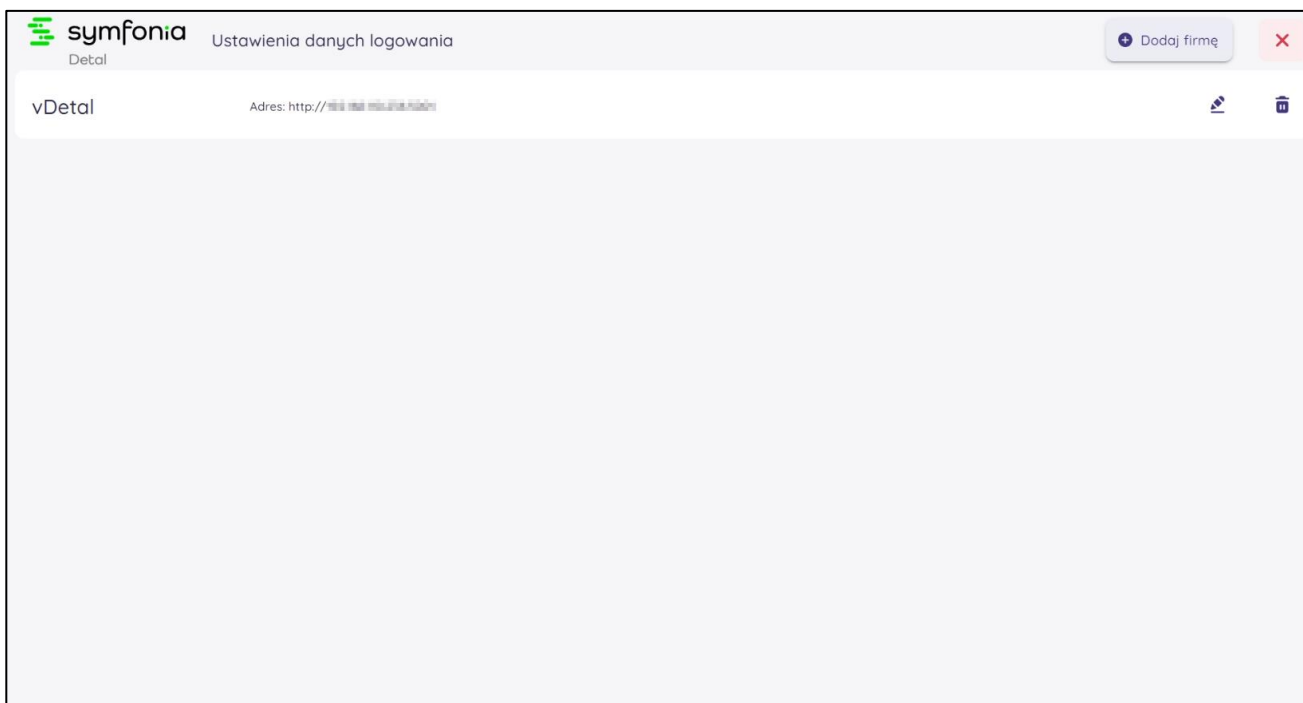 symfonia
Detal
Ustawienia danych logowania
Dodaj firmę
vDetal
Adres: http://